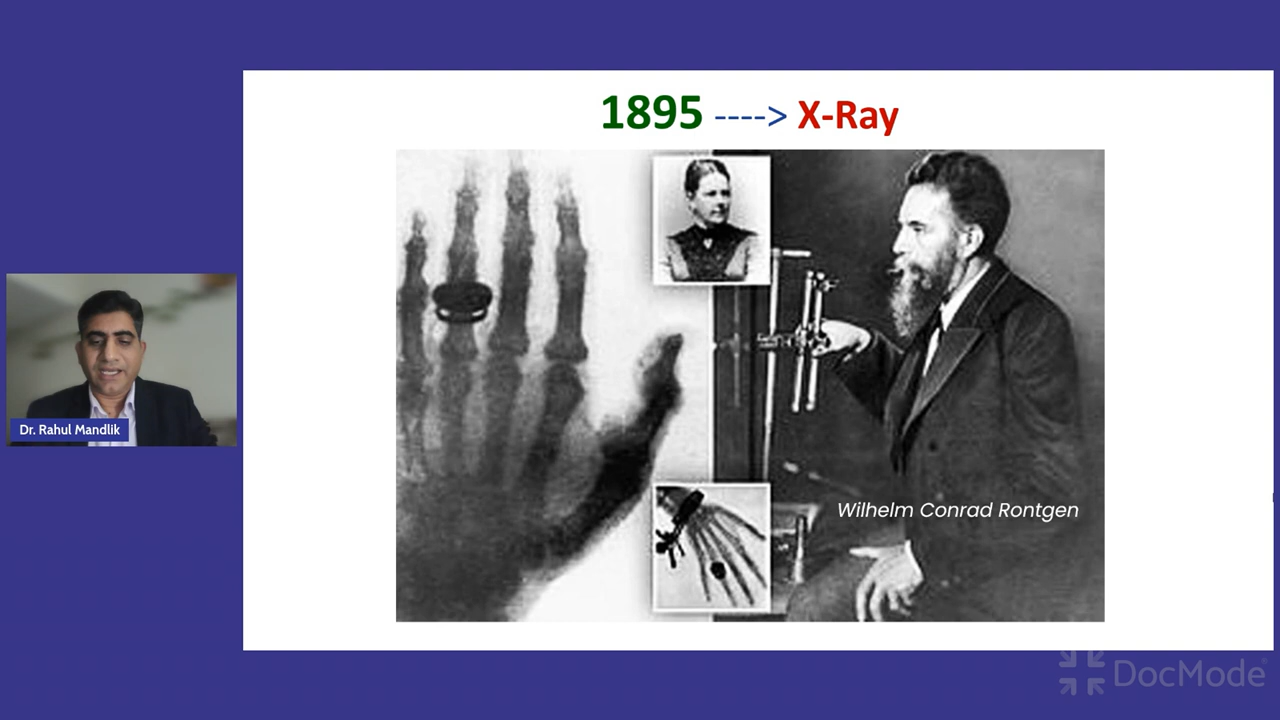 1895 ----> X-Ray
Wilhelm Conrad Rontgen
Dr. Rahul Mandlik
DocMode